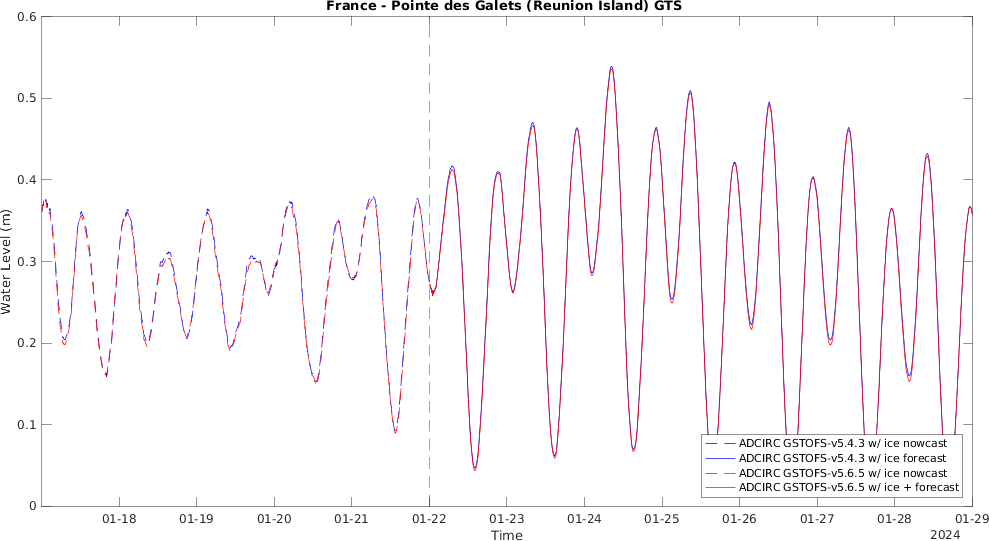 France - Pointe des Galets (Reunion Island) GTS
0.6
0.5
0.4
0.3
0.2
0.1
0
Water Level (m)
ADCIRC GSTOFS-v5.4.3 w/ ice nowcast
ADCIRC GSTOFS-v5.4.3 w/ ice forecast
ADCIRC GSTOFS-v5.6.5 w/ ice nowcast
ADCIRC GSTOFS-v5.6.5 w/ ice + forecast
01-18 01-19 01-20 01-21 01-22 01-23 01-24 01-25 01-26 01-27 01-28 01-29
Time
2024